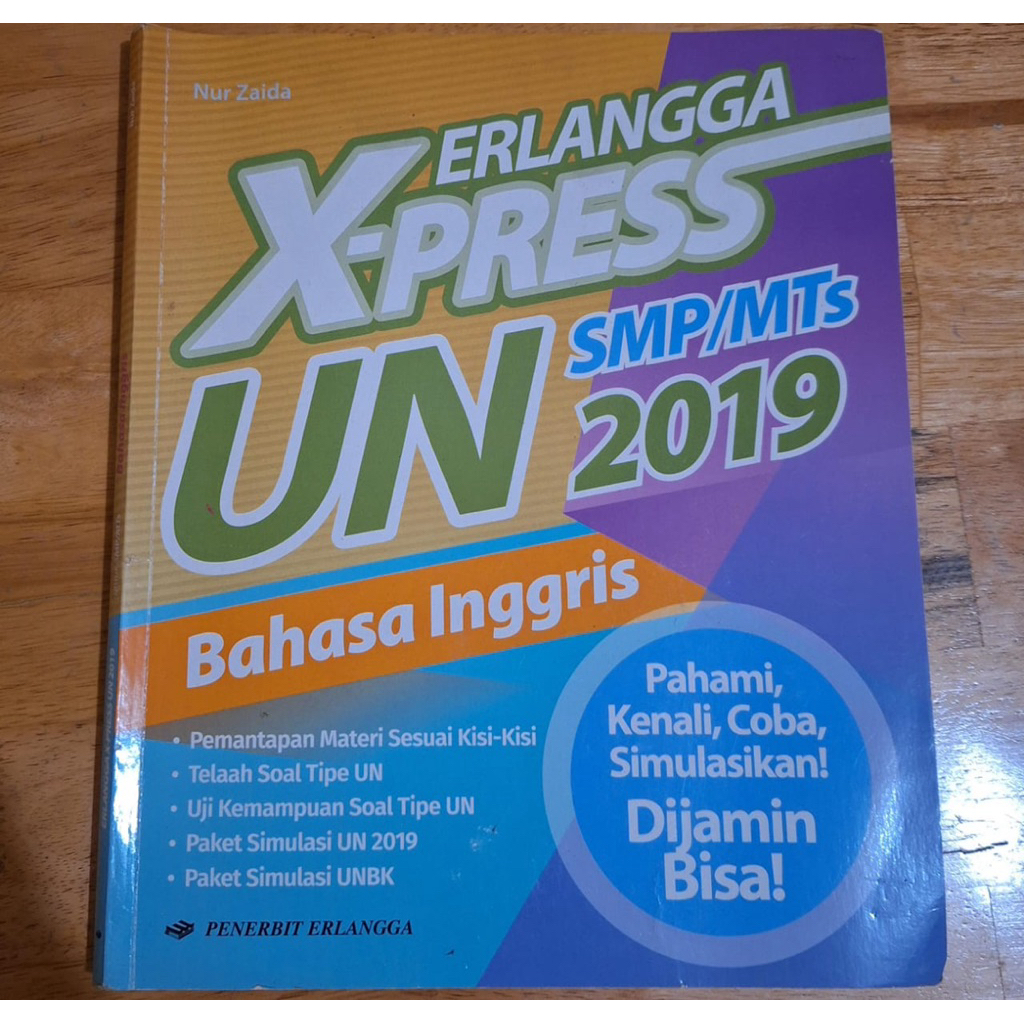 Nur Zaida
ERLANGGA
X-PRESS
UN
SMP/MTs
2019
Bahasa Inggris
• Pemantapan Materi Sesuai Kisi-Kisi
• Telaah Soal Tipe UN
• Uji Kemampuan Soal Tipe UN
• Paket Simulasi UN 2019
• Paket Simulasi UNBK
Pahami,
Kenali, Coba,
Simulasikan!
Dijamin
Bisa!
PENERBIT ERLANGGA